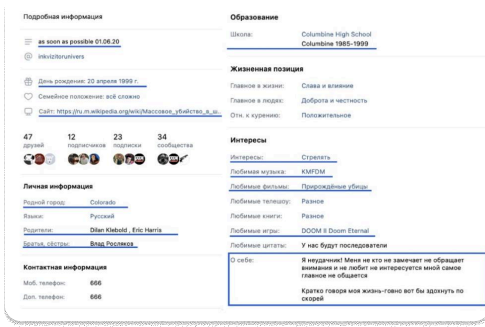 Подробная информация
as soon as possible 01.06.20
inkvizitorunivers
День рождения: 20 апреля 1999 г.
Семейное положение: всё сложно
Сайт: https://ru.m.wikipedia.org/wiki/Массовое_убийство_в_ш...
47 друзей
12 подписчиков
23 подписки
34 сообщества
Личная информация
Родной город: Colorado
Языки: Русский
Родители: Dilan Klebold , Eric Harris
Братья, сёстры: Влад Росляков
Контактная информация
Моб. телефон: 666
Доп. телефон: 666
Образование
Школа: Columbine High School
Columbine 1985–1999
Жизненная позиция
Главное в жизни: Слава и влияние
Главное в людях: Доброта и честность
Отн. к курению: Положительное
Интересы
Интересы: Стрелять
Любимая музыка: KMFDM
Любимые фильмы: Прирождёные убицы
Любимые телешоу: Разное
Любимые книги: Разное
Любимые игры: DOOM 9 Doom Eternal
Любимые цитаты: У нас будут последователи
О себе: Я неудачник! Меня не кто не замечает не обращает
внимания и не любит не интересуется мной самое
главное не общается
Кратко говоря моя жизнь-говно вот бы здохнуть по
скорей